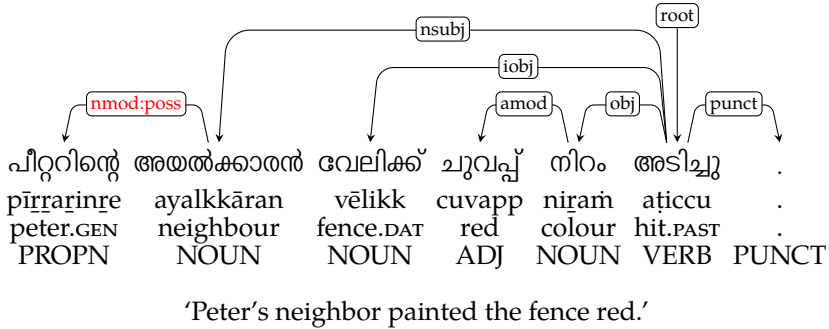 root
nsubj
iobj
nmod:poss amod obj punct
പീറ്ററിന്റെ അയൽക്കാരൻ വേലിക്ക് ചുവപ്പ് നിറം അടിച്ചു .
pīṟṟaṟinṟe ayalkkāran vēlikk cuvapp niṟaṁ aṭiccu .
peter.GEN neighbour fence.DAT red colour hit.PAST .
PROPN NOUN NOUN ADJ NOUN VERB PUNCT
‘Peter’s neighbor painted the fence red.’